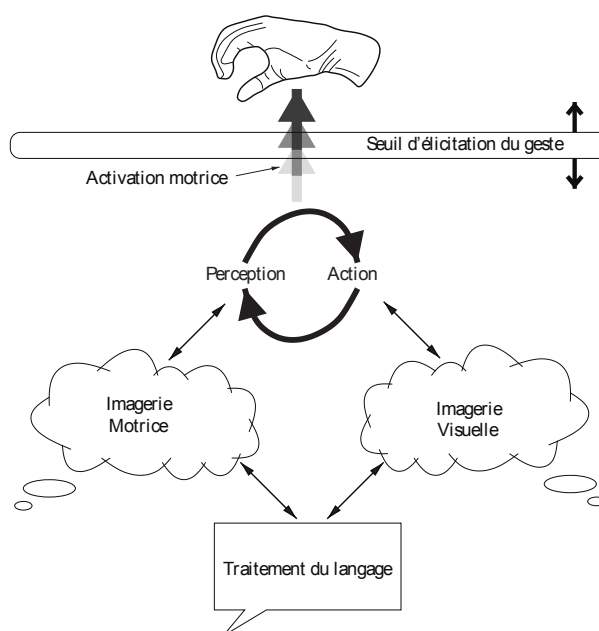 Seuil d'élicitation du geste
Activation motrice
Perception Action
Imagerie
Motrice
Imagerie
Visuelle
Traitement du langage